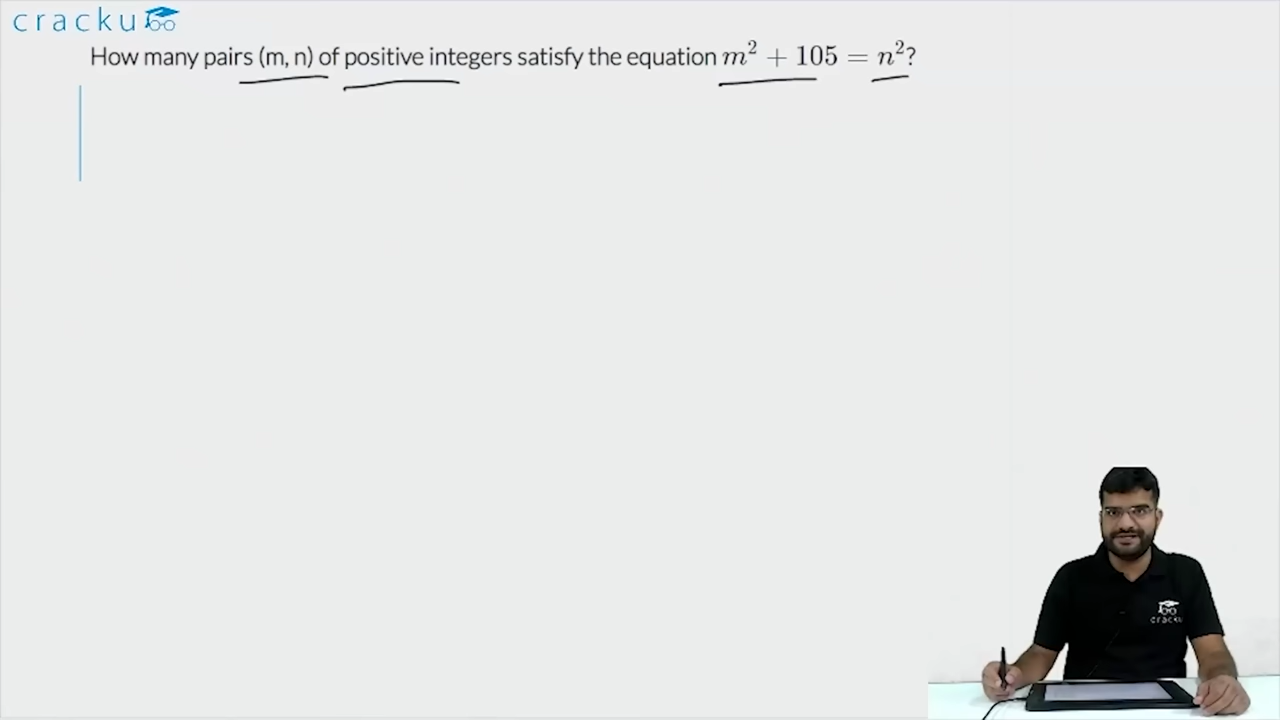 cracku
How many pairs (m, n) of positive integers satisfy the equation m² + 105 = n²?
cracku